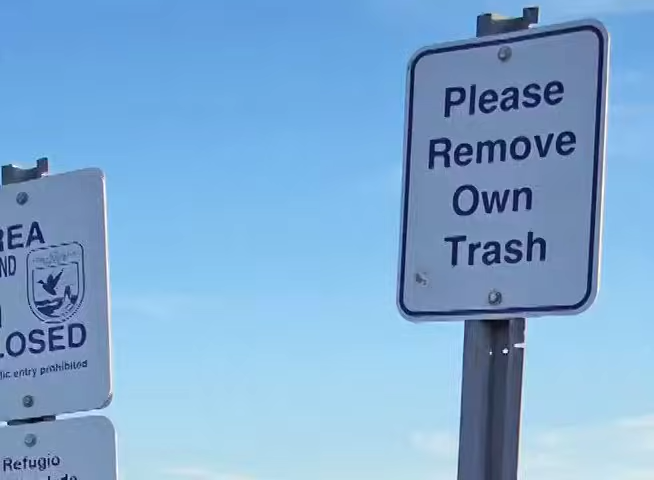 REA
ND
LOSED
lic entry prohibited
Refugio
Please
Remove
Own
Trash